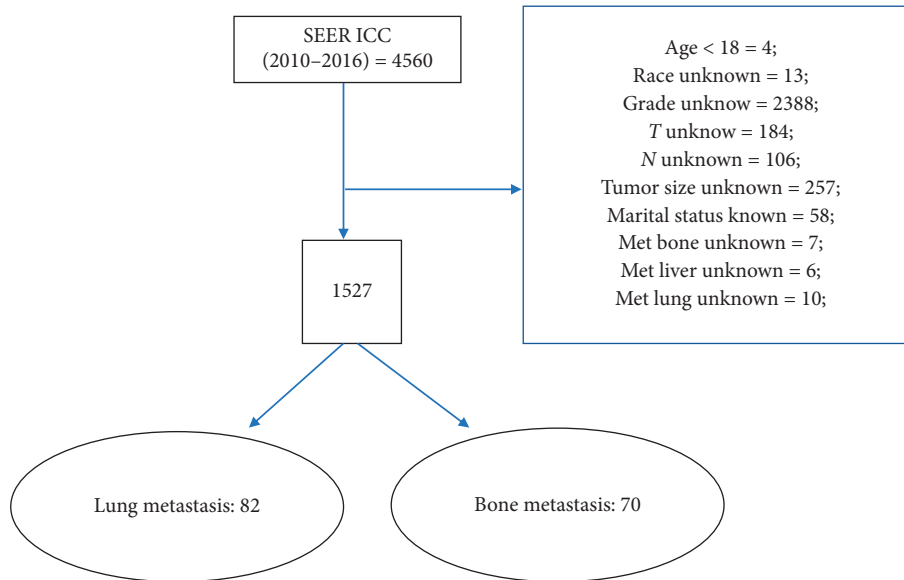 SEER ICC
(2010–2016) = 4560
Age < 18 = 4;
Race unknown = 13;
Grade unknow = 2388;
T unknow = 184;
N unknown = 106;
Tumor size unknown = 257;
Marital status known = 58;
Met bone unknown = 7;
Met liver unknown = 6;
Met lung unknown = 10;
1527
Lung metastasis: 82
Bone metastasis: 70